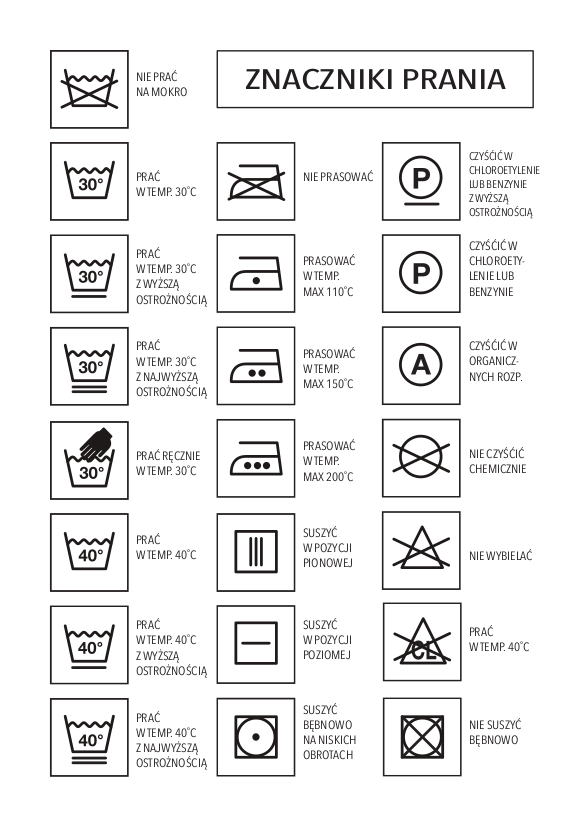 NIE PRAĆ
NA MOKRO
ZNACZNIKI PRANIA
30°
PRAĆ
W TEMP. 30°C
NIE PRASOWAĆ
P
CZYŚĆIĆ W
CHLOROETYLENIE
LUB BENZYNIE
Z WYŻSZĄ
OSTROŻNOŚCIĄ
30°
PRAĆ
W TEMP. 30°C
Z WYŻSZĄ
OSTROŻNOŚCIĄ
PRASOWAĆ
W TEMP.
MAX 110°C
P
CZYŚĆIĆ W
CHLOROETY-
LENIE LUB
BENZYNIE
30°
PRAĆ
W TEMP. 30°C
Z NAJWYŻSZĄ
OSTROŻNOŚCIĄ
PRASOWAĆ
W TEMP.
MAX 150°C
A
CZYŚĆIĆ W
ORGANICZ-
NYCH ROZP.
30°
PRAĆ RĘCZNIE
W TEMP. 30°C
PRASOWAĆ
W TEMP.
MAX 200°C
NIE CZYŚĆIĆ
CHEMICZNIE
40°
PRAĆ
W TEMP. 40°C
SUSZYĆ
W POZYCJI
PIONOWEJ
NIE WYBIELAĆ
40°
PRAĆ
W TEMP. 40°C
Z WYŻSZĄ
OSTROŻNOŚCIĄ
SUSZYĆ
W POZYCJI
POZIOMEJ
CL
PRAĆ
W TEMP. 40°C
40°
PRAĆ
W TEMP. 40°C
Z NAJWYŻSZĄ
OSTROŻNOŚCIĄ
SUSZYĆ
BĘBNOWO
NA NISKICH
OBROTACH
NIE SUSZYĆ
BĘBNOWO